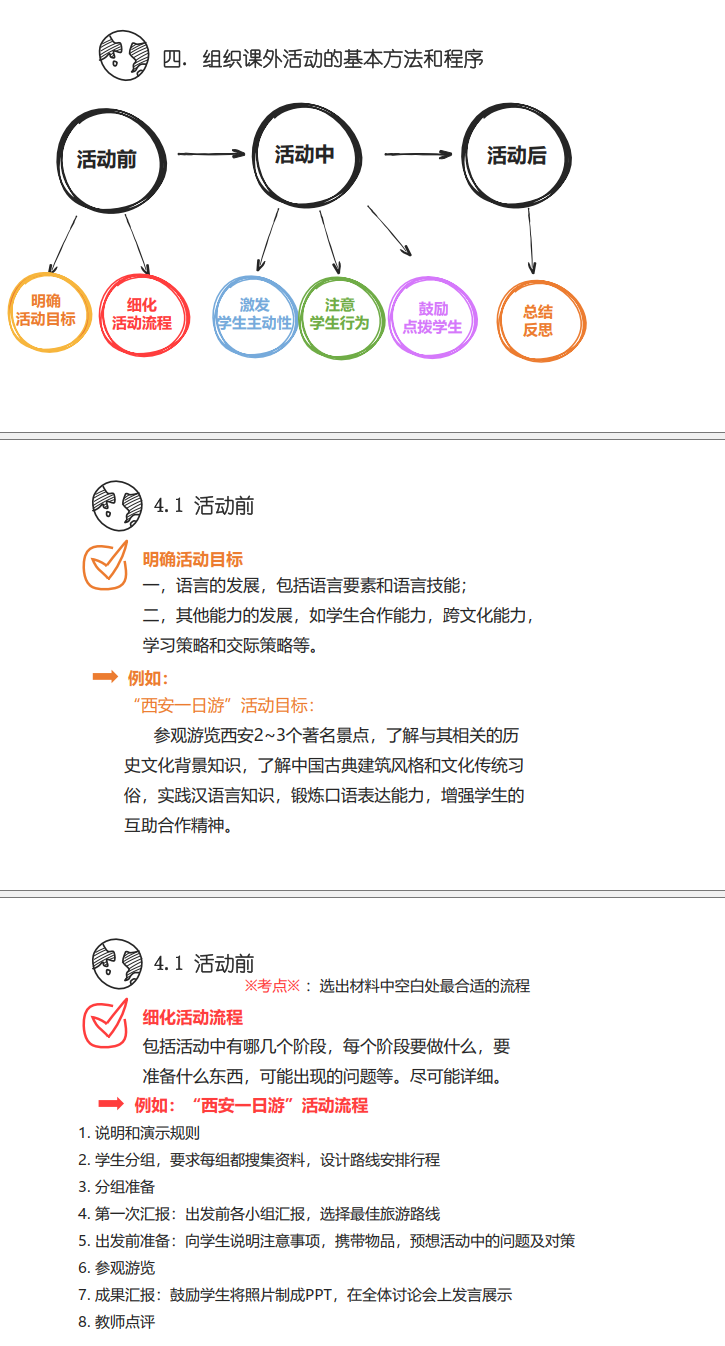 四. 组织课外活动的基本方法和程序
活动前
活动中
活动后
明确
活动目标
细化
活动流程
激发
学生主动性
注意
学生行为
鼓励
点拨学生
总结
反思
4.1 活动前
明确活动目标
一，语言的发展，包括语言要素和语言技能；
二，其他能力的发展，如学生合作能力，跨文化能力，
学习策略和交际策略等。
例如：
“西安一日游”活动目标：
参观游览西安2~3个著名景点，了解与其相关的历
史文化背景知识，了解中国古典建筑风格和文化传统习
俗，实践汉语言知识，锻炼口语表达能力，增强学生的
互助合作精神。
4.1 活动前
※考点※ ：选出材料中空白处最合适的流程
细化活动流程
包括活动中有哪几个阶段，每个阶段要做什么，要
准备什么东西，可能出现的问题等。尽可能详细。
例如：“西安一日游”活动流程
1. 说明和演示规则
2. 学生分组，要求每组都搜集资料，设计路线安排行程
3. 分组准备
4. 第一次汇报：出发前各小组汇报，选择最佳旅游路线
5. 出发前准备：向学生说明注意事项，携带物品，预想活动中的问题及对策
6. 参观游览
7. 成果汇报：鼓励学生将照片制成PPT，在全体讨论会上发言展示
8. 教师点评